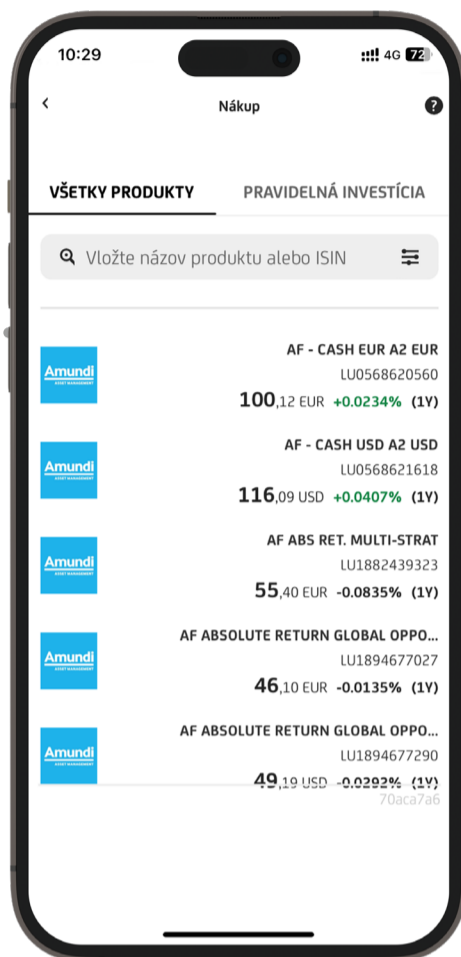 10:29
4G 72
Nákup
?
VŠETKY PRODUKTY PRAVIDELNÁ INVESTÍCIA
Vložte názov produktu alebo ISIN
Amundi
ASSET MANAGEMENT
AF - CASH EUR A2 EUR
LU0568620560
100,12 EUR +0.0234% (1Y)
Amundi
ASSET MANAGEMENT
AF - CASH USD A2 USD
LU0568621618
116,09 USD +0.0407% (1Y)
Amundi
ASSET MANAGEMENT
AF ABS RET. MULTI-STRAT
LU1882439323
55,40 EUR -0.0835% (1Y)
Amundi
ASSET MANAGEMENT
AF ABSOLUTE RETURN GLOBAL OPPO...
LU1894677027
46,10 EUR -0.0135% (1Y)
Amundi
ASSET MANAGEMENT
AF ABSOLUTE RETURN GLOBAL OPPO...
LU1894677290
49,19 USD -0.0292% (1Y)
70aca7a6